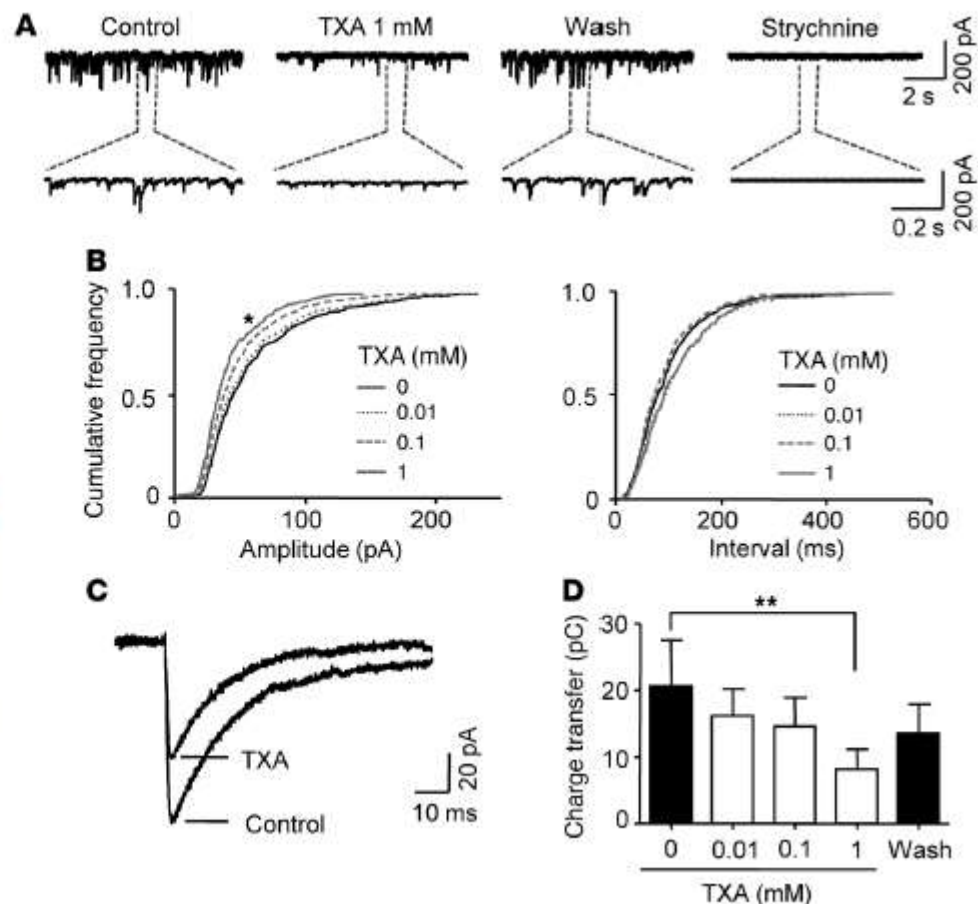 A
Control
TXA 1 mM
Wash
Strychnine
200 pA
2 s
200 pA
0.2 s
B
Cumulative frequency
1.0
0.5
0
*
TXA (mM)
0
0.01
0.1
1
0
100
200
Amplitude (pA)
1.0
0.5
0
TXA (mM)
0
0.01
0.1
1
0
200
400
600
Interval (ms)
C
TXA
Control
20 pA
10 ms
D
**
Charge transfer (pC)
30
20
10
0
0
0.01
0.1
1
Wash
TXA (mM)